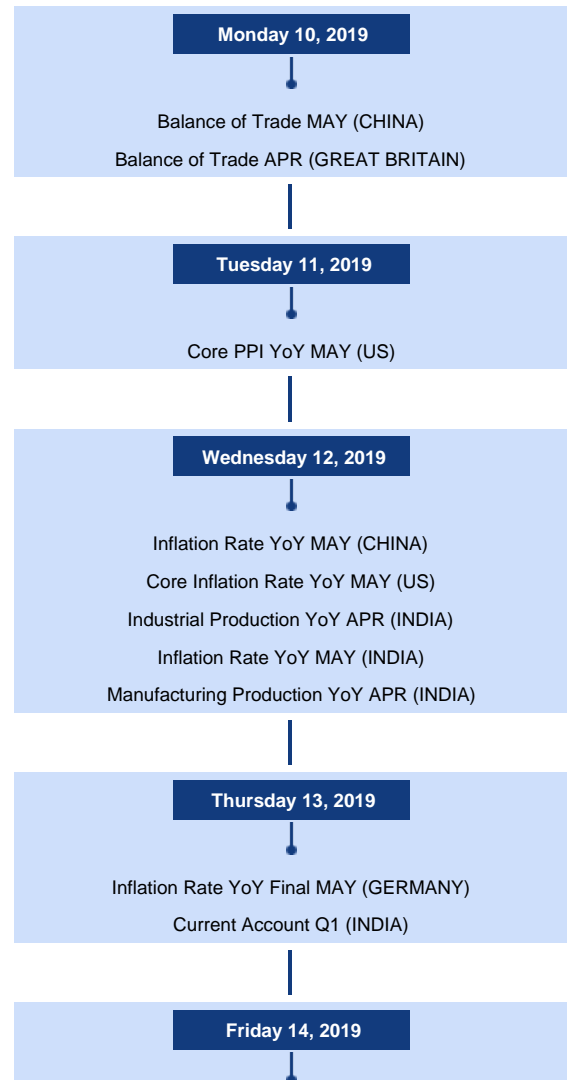 Monday 10, 2019
Balance of Trade MAY (CHINA)
Balance of Trade APR (GREAT BRITAIN)
Tuesday 11, 2019
Core PPI YoY MAY (US)
Wednesday 12, 2019
Inflation Rate YoY MAY (CHINA)
Core Inflation Rate YoY MAY (US)
Industrial Production YoY APR (INDIA)
Inflation Rate YoY MAY (INDIA)
Manufacturing Production YoY APR (INDIA)
Thursday 13, 2019
Inflation Rate YoY Final MAY (GERMANY)
Current Account Q1 (INDIA)
Friday 14, 2019